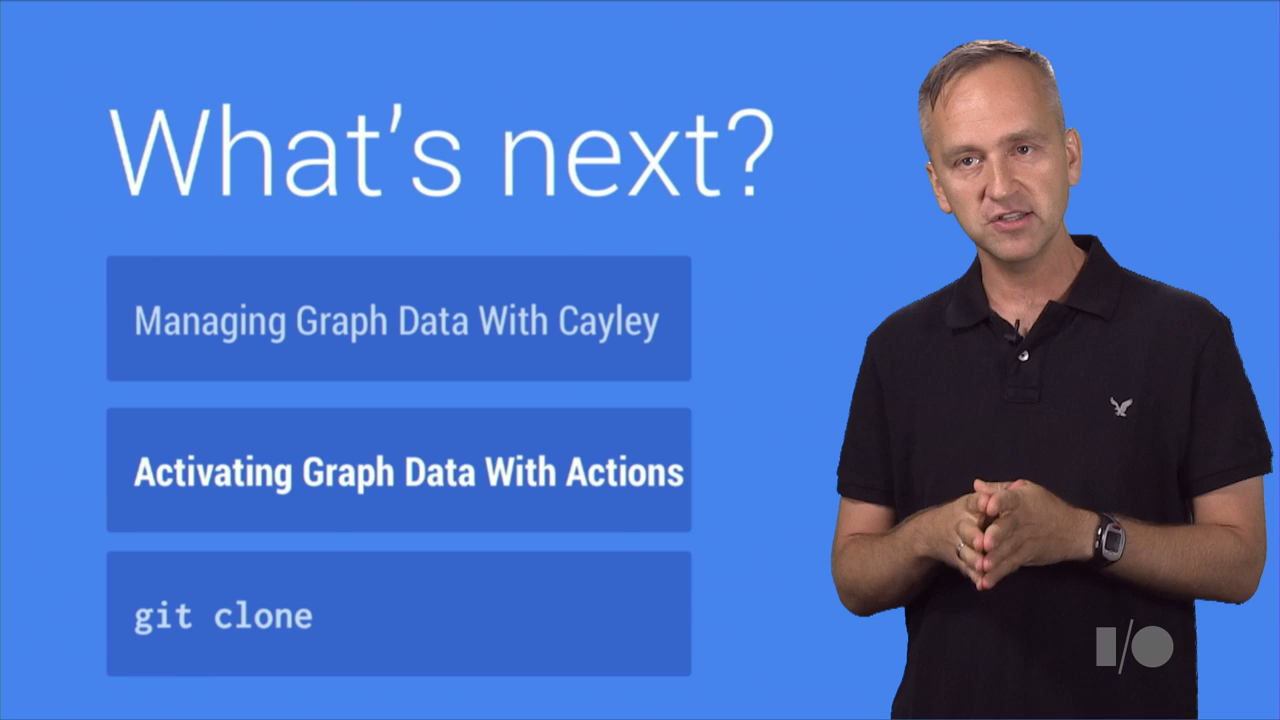 What's next?
Managing Graph Data With Cayley
Activating Graph Data With Actions
git clone
I/O